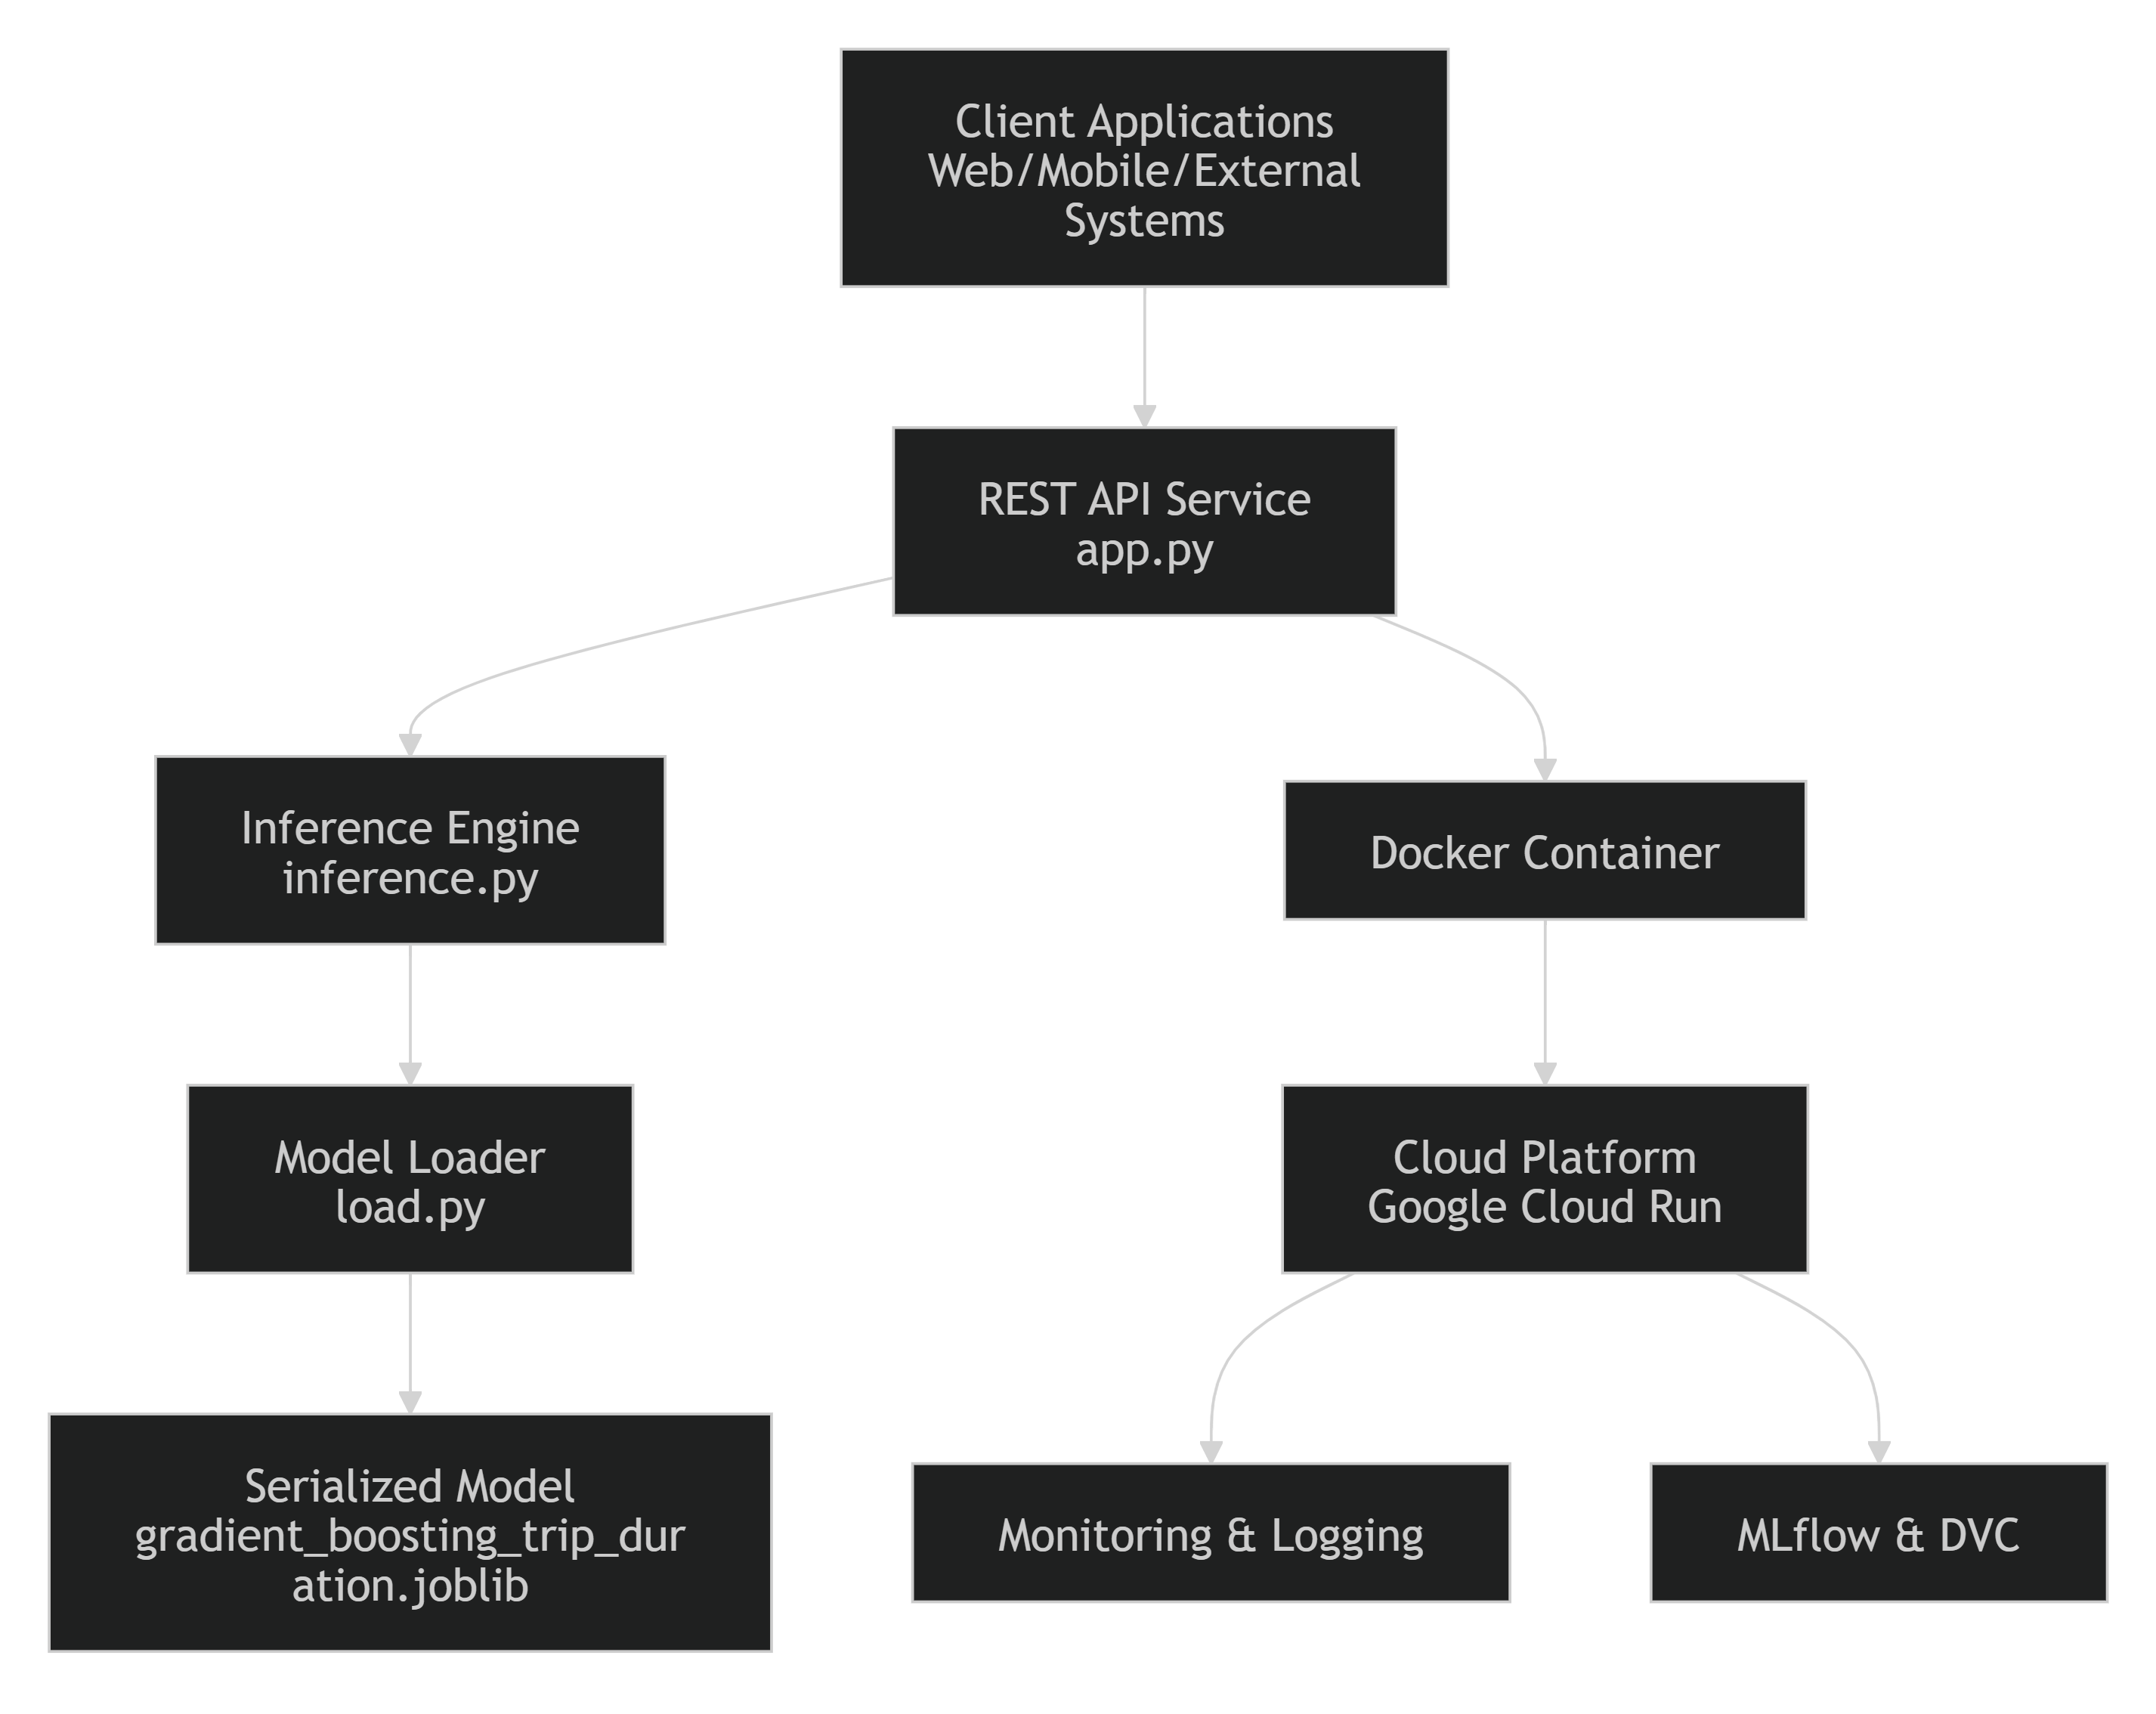 Client Applications
Web/Mobile/External
Systems
REST API Service
app.py
Inference Engine
inference.py
Docker Container
Model Loader
load.py
Cloud Platform
Google Cloud Run
Serialized Model
gradient_boosting_trip_dur
ation.joblib
Monitoring & Logging
MLflow & DVC